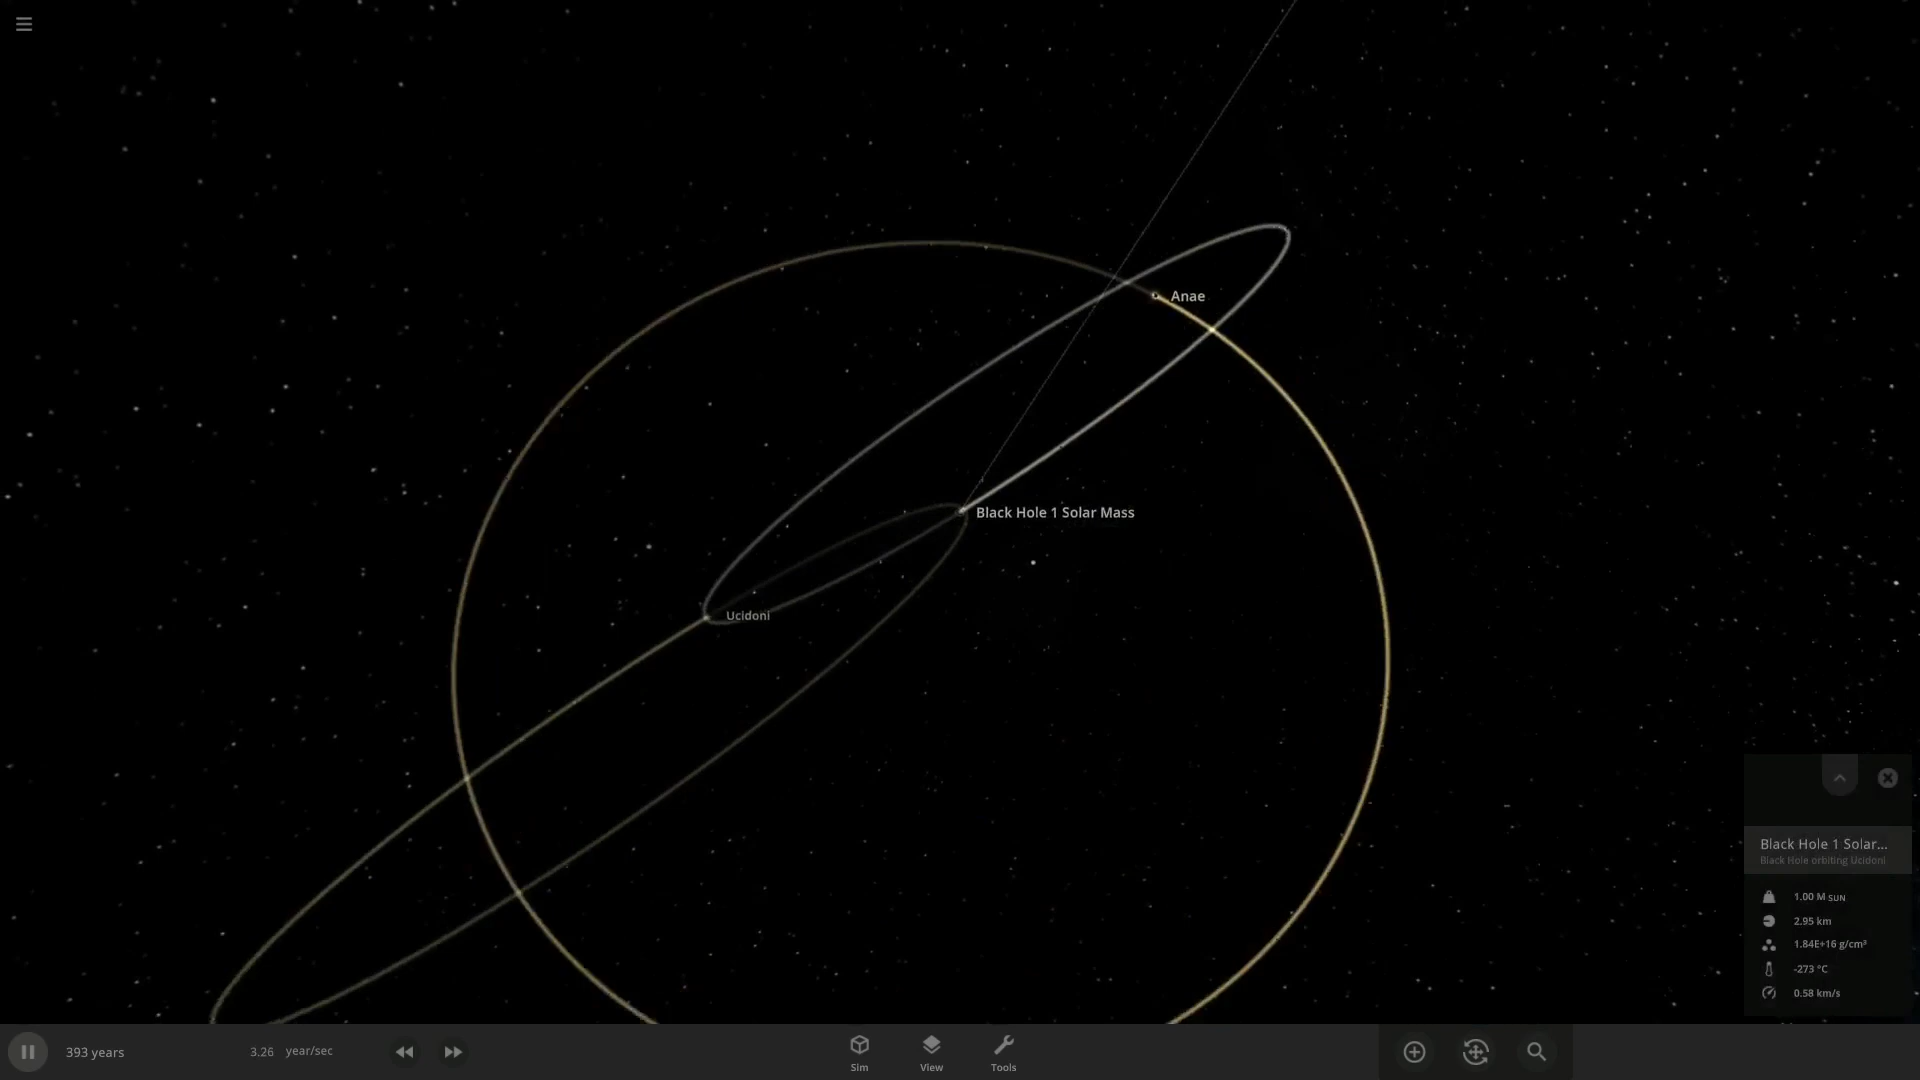 Anae
Black Hole 1 Solar Mass
Ucidoni
Black Hole 1 Solar...
Black Hole orbiting Ucidoni
1.00 M SUN
2.95 km
1.84E+16 g/cm³
-273 °C
0.58 km/s
393 years
3.26 year/sec
Sim
View
Tools